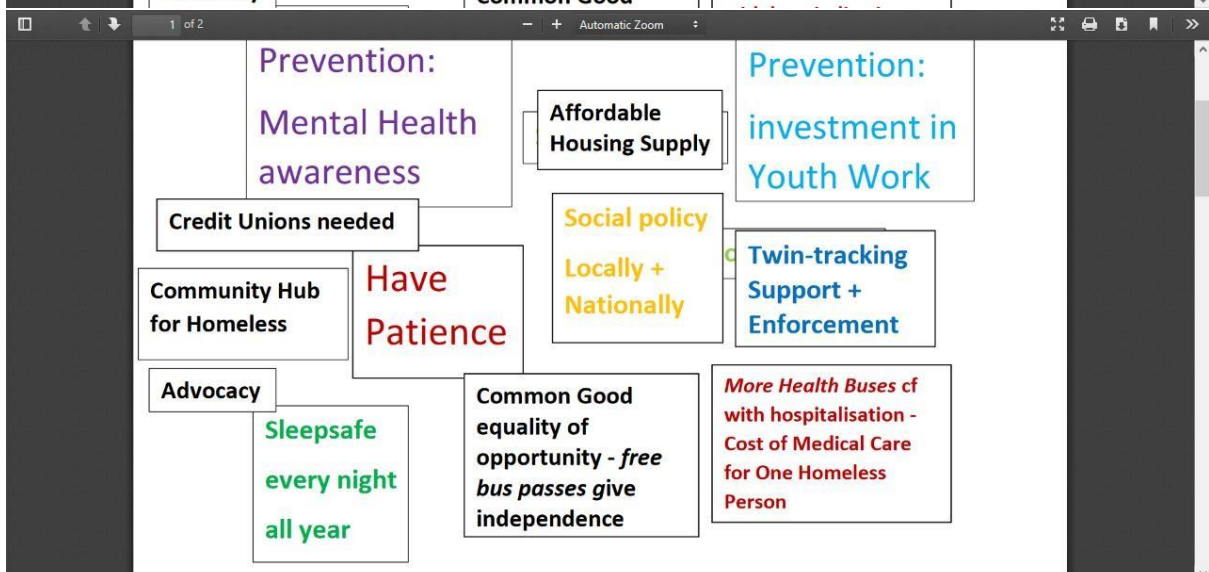 Common Good
1 of 2
Automatic Zoom
Prevention:
Mental Health
awareness
Affordable
Housing Supply
Prevention:
investment in
Youth Work
Credit Unions needed
Social policy
Locally +
Nationally
Twin-tracking
Support +
Enforcement
Community Hub
for Homeless
Have
Patience
Advocacy
Sleepsafe
every night
all year
Common Good
equality of
opportunity - free
bus passes give
independence
More Health Buses cf
with hospitalisation -
Cost of Medical Care
for One Homeless
Person